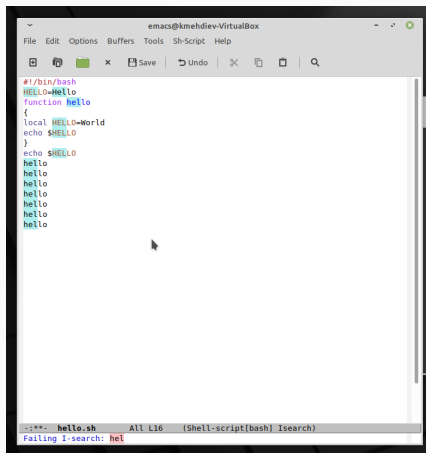 emacs@kmehdiev-VirtualBox
File Edit Options Buffers Tools Sh-Script Help
Save Undo
#!/bin/bash
HELLO=Hello
function hello
{
local HELLO=World
echo $HELLO
}
echo $HELLO
hello
hello
hello
hello
hello
hello
hello
-:**- hello.sh All L16 (Shell-script[bash] Isearch)
Failing I-search: hel